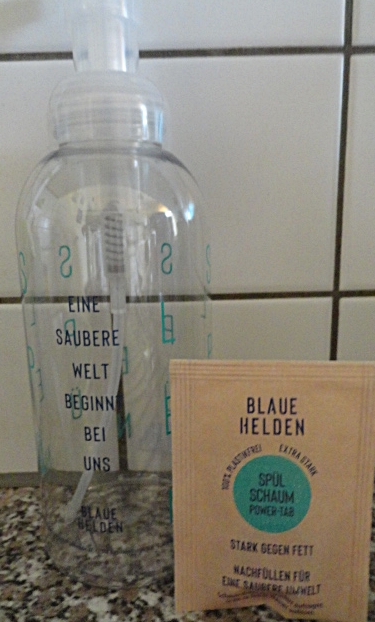 EINE
SAUBERE
WELT
BEGINNT
BEI
UNS
BLAUE
HELDEN
BLAUE
HELDEN
100% PLASTIKFREI EXTRA STARK
SPÜL
SCHAUM
POWER-TAB
STARK GEGEN FETT
NACHFÜLLEN FÜR
EINE SAUBERE UMWELT